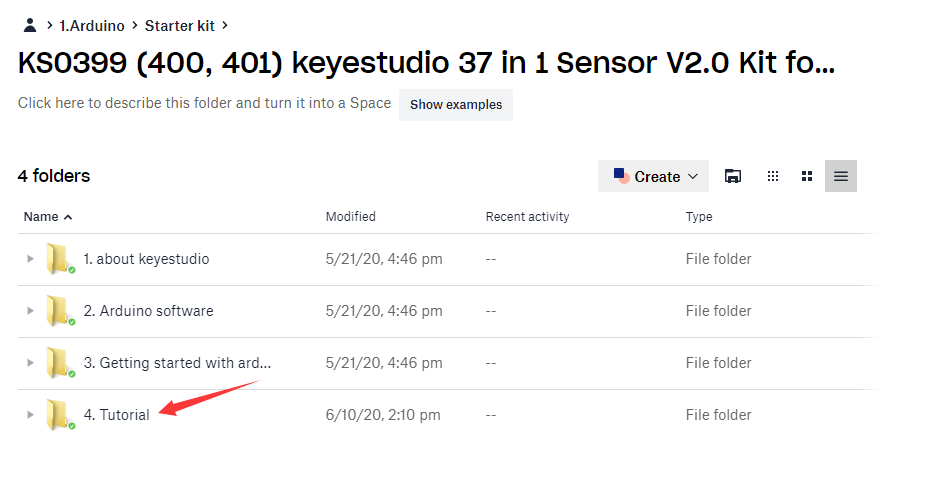 1.Arduino > Starter kit >
KS0399 (400, 401) keyestudio 37 in 1 Sensor V2.0 Kit fo...
Click here to describe this folder and turn it into a Space Show examples
4 folders Create
Name Modified Recent activity Type
1. about keyestudio 5/21/20, 4:46 pm -- File folder
2. Arduino software 5/21/20, 4:46 pm -- File folder
3. Getting started with ard... 5/21/20, 4:46 pm -- File folder
4. Tutorial 6/10/20, 2:10 pm -- File folder